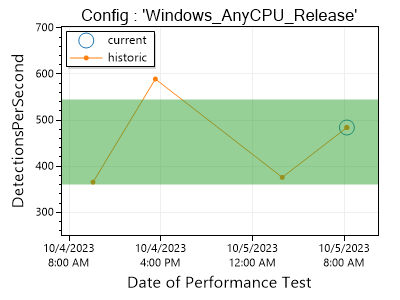 Config : 'Windows_AnyCPU_Release'
700
600
500
400
300
DetectionsPerSecond
current
historic
10/4/2023 10/4/2023 10/5/2023 10/5/2023
8:00 AM 4:00 PM 12:00 AM 8:00 AM
Date of Performance Test